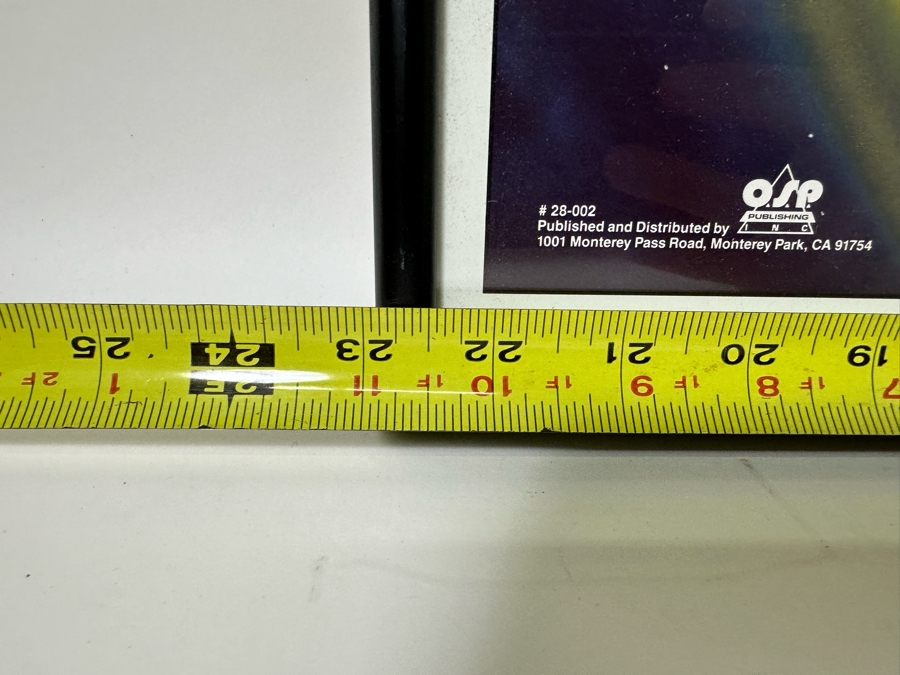 O.S.P.
PUBLISHING
INC
# 28-002
Published and Distributed by
1001 Monterey Pass Road, Monterey Park, CA 91754
25 24 23 22 21 20 19
2F 1 2F 11 1F 10 1F 9 1F 8 1F 7